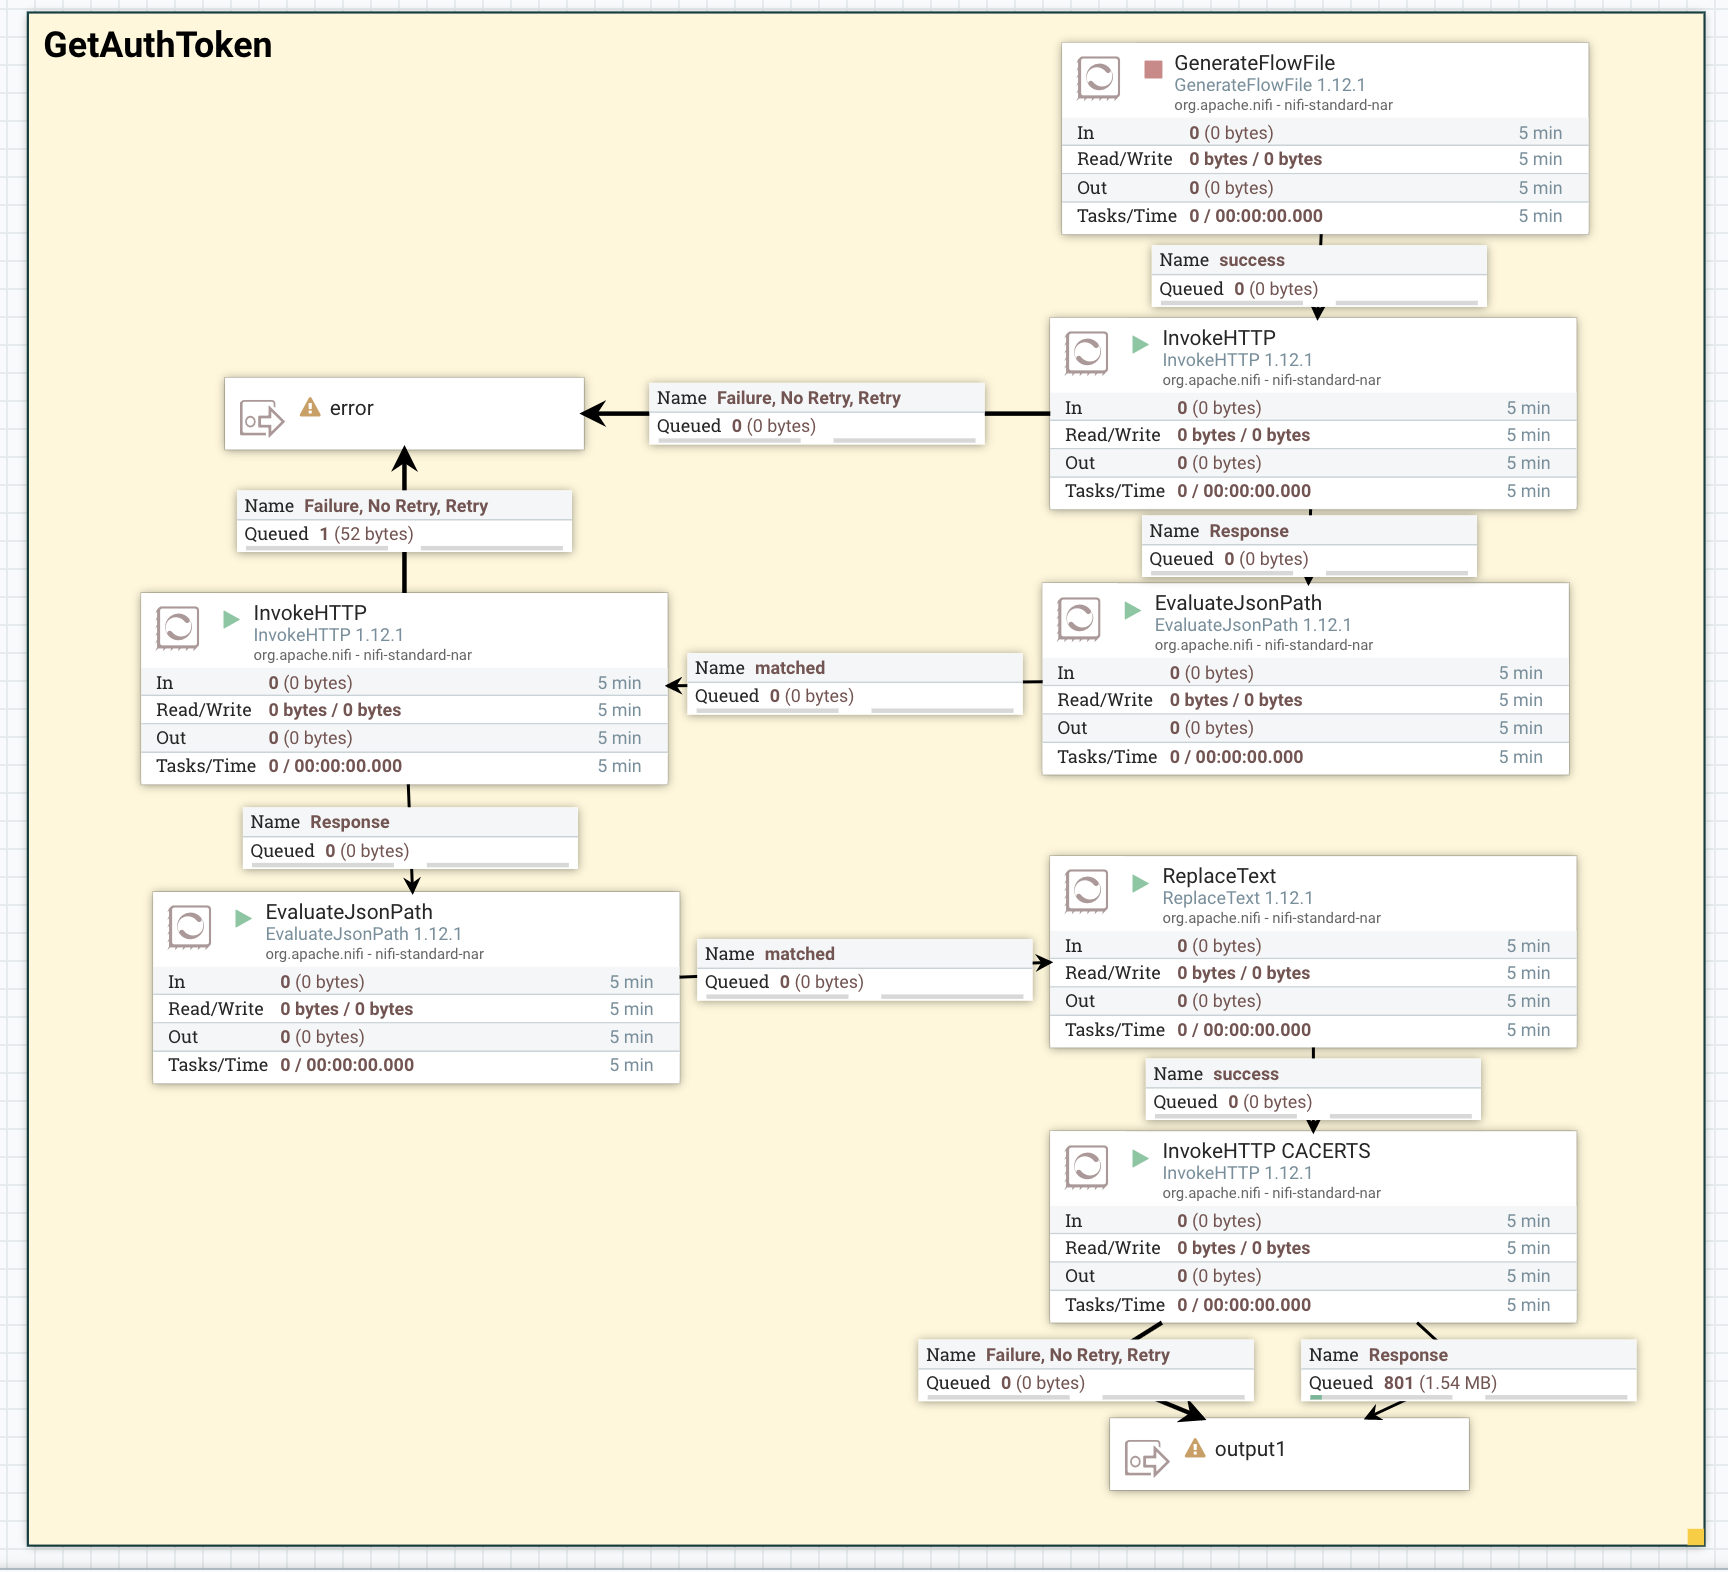 GetAuthToken
GenerateFlowFile
GenerateFlowFile 1.12.1
org.apache.nifi - nifi-standard-nar
In 0 (0 bytes) 5 min
Read/Write 0 bytes / 0 bytes 5 min
Out 0 (0 bytes) 5 min
Tasks/Time 0 / 00:00:00.000 5 min
Name success
Queued 0 (0 bytes)
InvokeHTTP
InvokeHTTP 1.12.1
org.apache.nifi - nifi-standard-nar
In 0 (0 bytes) 5 min
Read/Write 0 bytes / 0 bytes 5 min
Out 0 (0 bytes) 5 min
Tasks/Time 0 / 00:00:00.000 5 min
Name Failure, No Retry, Retry
Queued 0 (0 bytes)
error
Name Failure, No Retry, Retry
Queued 1 (52 bytes)
Name Response
Queued 0 (0 bytes)
EvaluateJsonPath
EvaluateJsonPath 1.12.1
org.apache.nifi - nifi-standard-nar
In 0 (0 bytes) 5 min
Read/Write 0 bytes / 0 bytes 5 min
Out 0 (0 bytes) 5 min
Tasks/Time 0 / 00:00:00.000 5 min
Name matched
Queued 0 (0 bytes)
InvokeHTTP
InvokeHTTP 1.12.1
org.apache.nifi - nifi-standard-nar
In 0 (0 bytes) 5 min
Read/Write 0 bytes / 0 bytes 5 min
Out 0 (0 bytes) 5 min
Tasks/Time 0 / 00:00:00.000 5 min
Name Response
Queued 0 (0 bytes)
EvaluateJsonPath
EvaluateJsonPath 1.12.1
org.apache.nifi - nifi-standard-nar
In 0 (0 bytes) 5 min
Read/Write 0 bytes / 0 bytes 5 min
Out 0 (0 bytes) 5 min
Tasks/Time 0 / 00:00:00.000 5 min
Name matched
Queued 0 (0 bytes)
ReplaceText
ReplaceText 1.12.1
org.apache.nifi - nifi-standard-nar
In 0 (0 bytes) 5 min
Read/Write 0 bytes / 0 bytes 5 min
Out 0 (0 bytes) 5 min
Tasks/Time 0 / 00:00:00.000 5 min
Name success
Queued 0 (0 bytes)
InvokeHTTP CACERTS
InvokeHTTP 1.12.1
org.apache.nifi - nifi-standard-nar
In 0 (0 bytes) 5 min
Read/Write 0 bytes / 0 bytes 5 min
Out 0 (0 bytes) 5 min
Tasks/Time 0 / 00:00:00.000 5 min
Name Failure, No Retry, Retry
Queued 0 (0 bytes)
Name Response
Queued 801 (1.54 MB)
output1